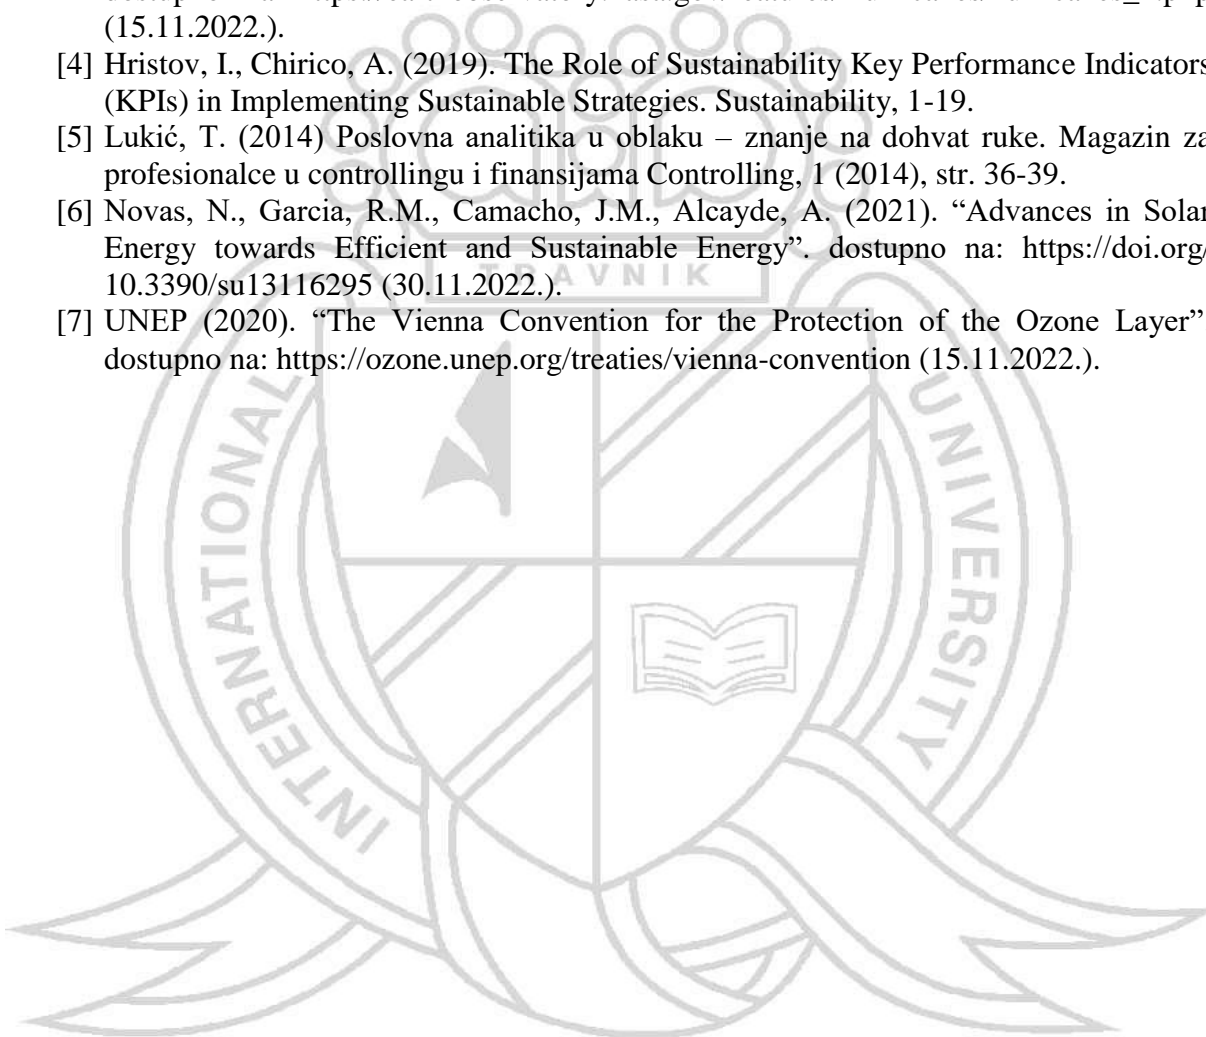 (15.11.2022.).
[4] Hristov, I., Chirico, A. (2019). The Role of Sustainability Key Performance Indicators
(KPIs) in Implementing Sustainable Strategies. Sustainability, 1-19.
[5] Lukić, T. (2014) Poslovna analitika u oblaku – znanje na dohvat ruke. Magazin za
profesionalce u controllingu i finansijama Controlling, 1 (2014), str. 36-39.
[6] Novas, N., Garcia, R.M., Camacho, J.M., Alcayde, A. (2021). “Advances in Solar
Energy towards Efficient and Sustainable Energy”. dostupno na: https://doi.org/
10.3390/su13116295 (30.11.2022.).
[7] UNEP (2020). “The Vienna Convention for the Protection of the Ozone Layer”
dostupno na: https://ozone.unep.org/treaties/vienna-convention (15.11.2022.).
TRAVNIK
INTERNATIONAL
UNIVERSITY